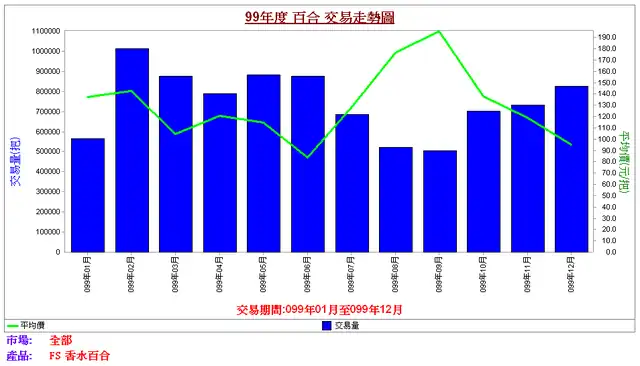 99年度 百合 交易走勢圖
1100000
1000000
900000
800000
700000
600000
500000
400000
300000
200000
100000
0
交易量(把)
190.0
180.0
170.0
160.0
150.0
140.0
130.0
120.0
110.0
100.0
90.0
80.0
70.0
60.0
50.0
40.0
30.0
20.0
10.0
0.0
平均價(元/把)
099年01月
099年02月
099年03月
099年04月
099年05月
099年06月
099年07月
099年08月
099年09月
099年10月
099年11月
099年12月
交易期間:099年01月至099年12月
平均價 交易量
市場: 全部
產品: FS 香水百合